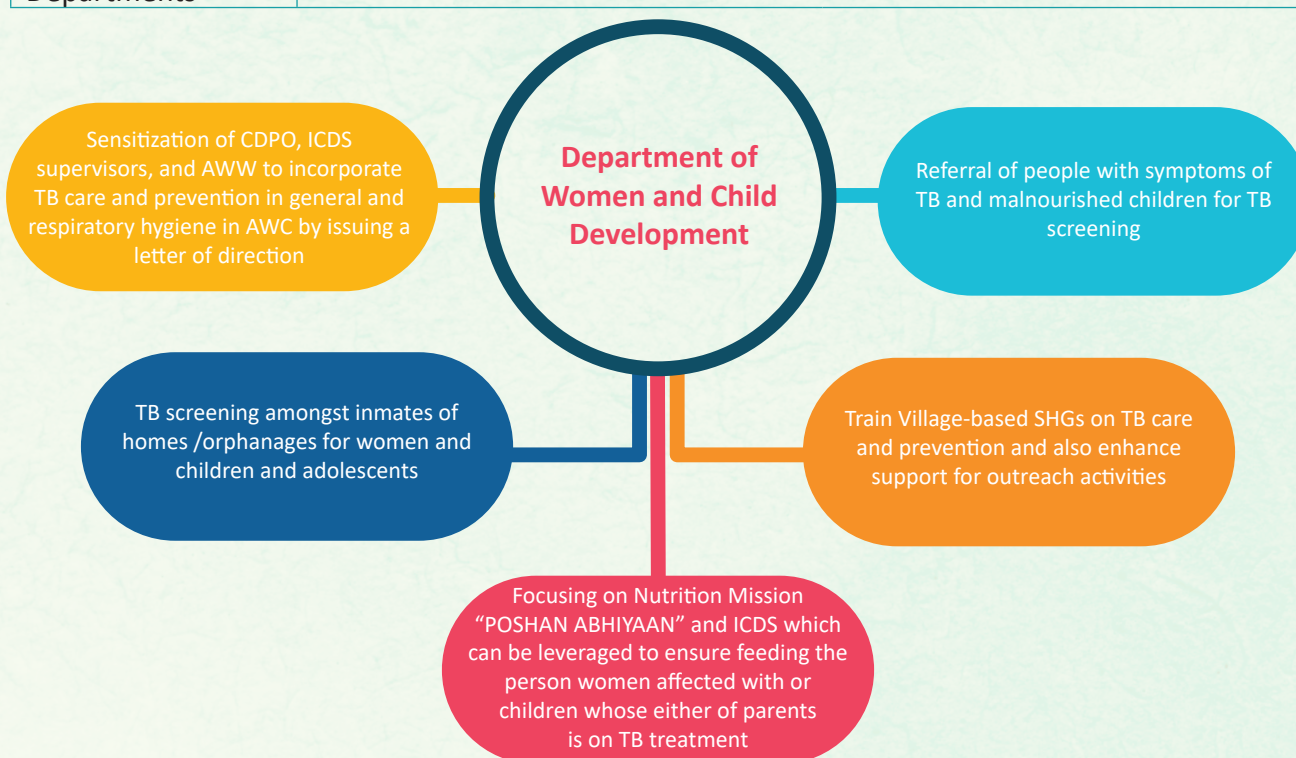 Departments
Department of
Women and Child
Development
Sensitization of CDPO, ICDS
supervisors, and AWW to incorporate
TB care and prevention in general and
respiratory hygiene in AWC by issuing a
letter of direction
Referral of people with symptoms of
TB and malnourished children for TB
screening
TB screening amongst inmates of
homes /orphanages for women and
children and adolescents
Train Village-based SHGs on TB care
and prevention and also enhance
support for outreach activities
Focusing on Nutrition Mission
“POSHAN ABHIYAAN” and ICDS which
can be leveraged to ensure feeding the
person women affected with or
children whose either of parents
is on TB treatment